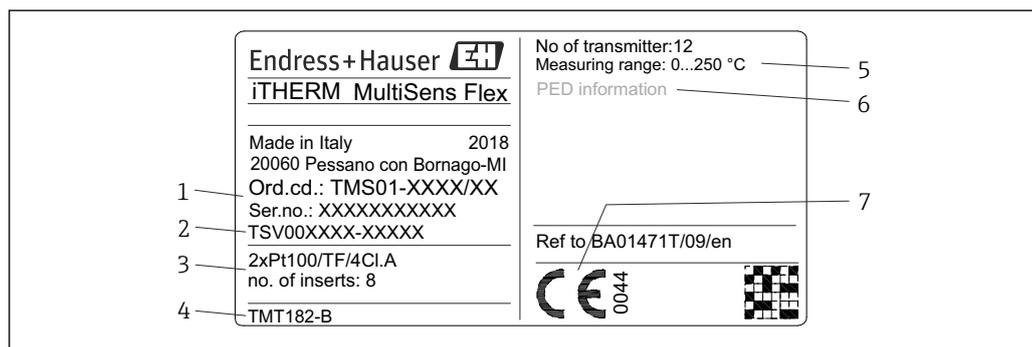 Endress+Hauser EH
iTHERM MultiSens Flex
Made in Italy 2018
20060 Pessano con Bornago-MI
Ord.cd.: TMS01-XXXX/XX
Ser.no.: XXXXXXXXXXX
TSV00XXXX-XXXXX
2xPt100/TF/4Cl.A
no. of inserts: 8
TMT182-B
No of transmitter:12
Measuring range: 0...250 °C
PED information
Ref to BA01471T/09/en
CE 0044
1
2
3
4
5
6
7